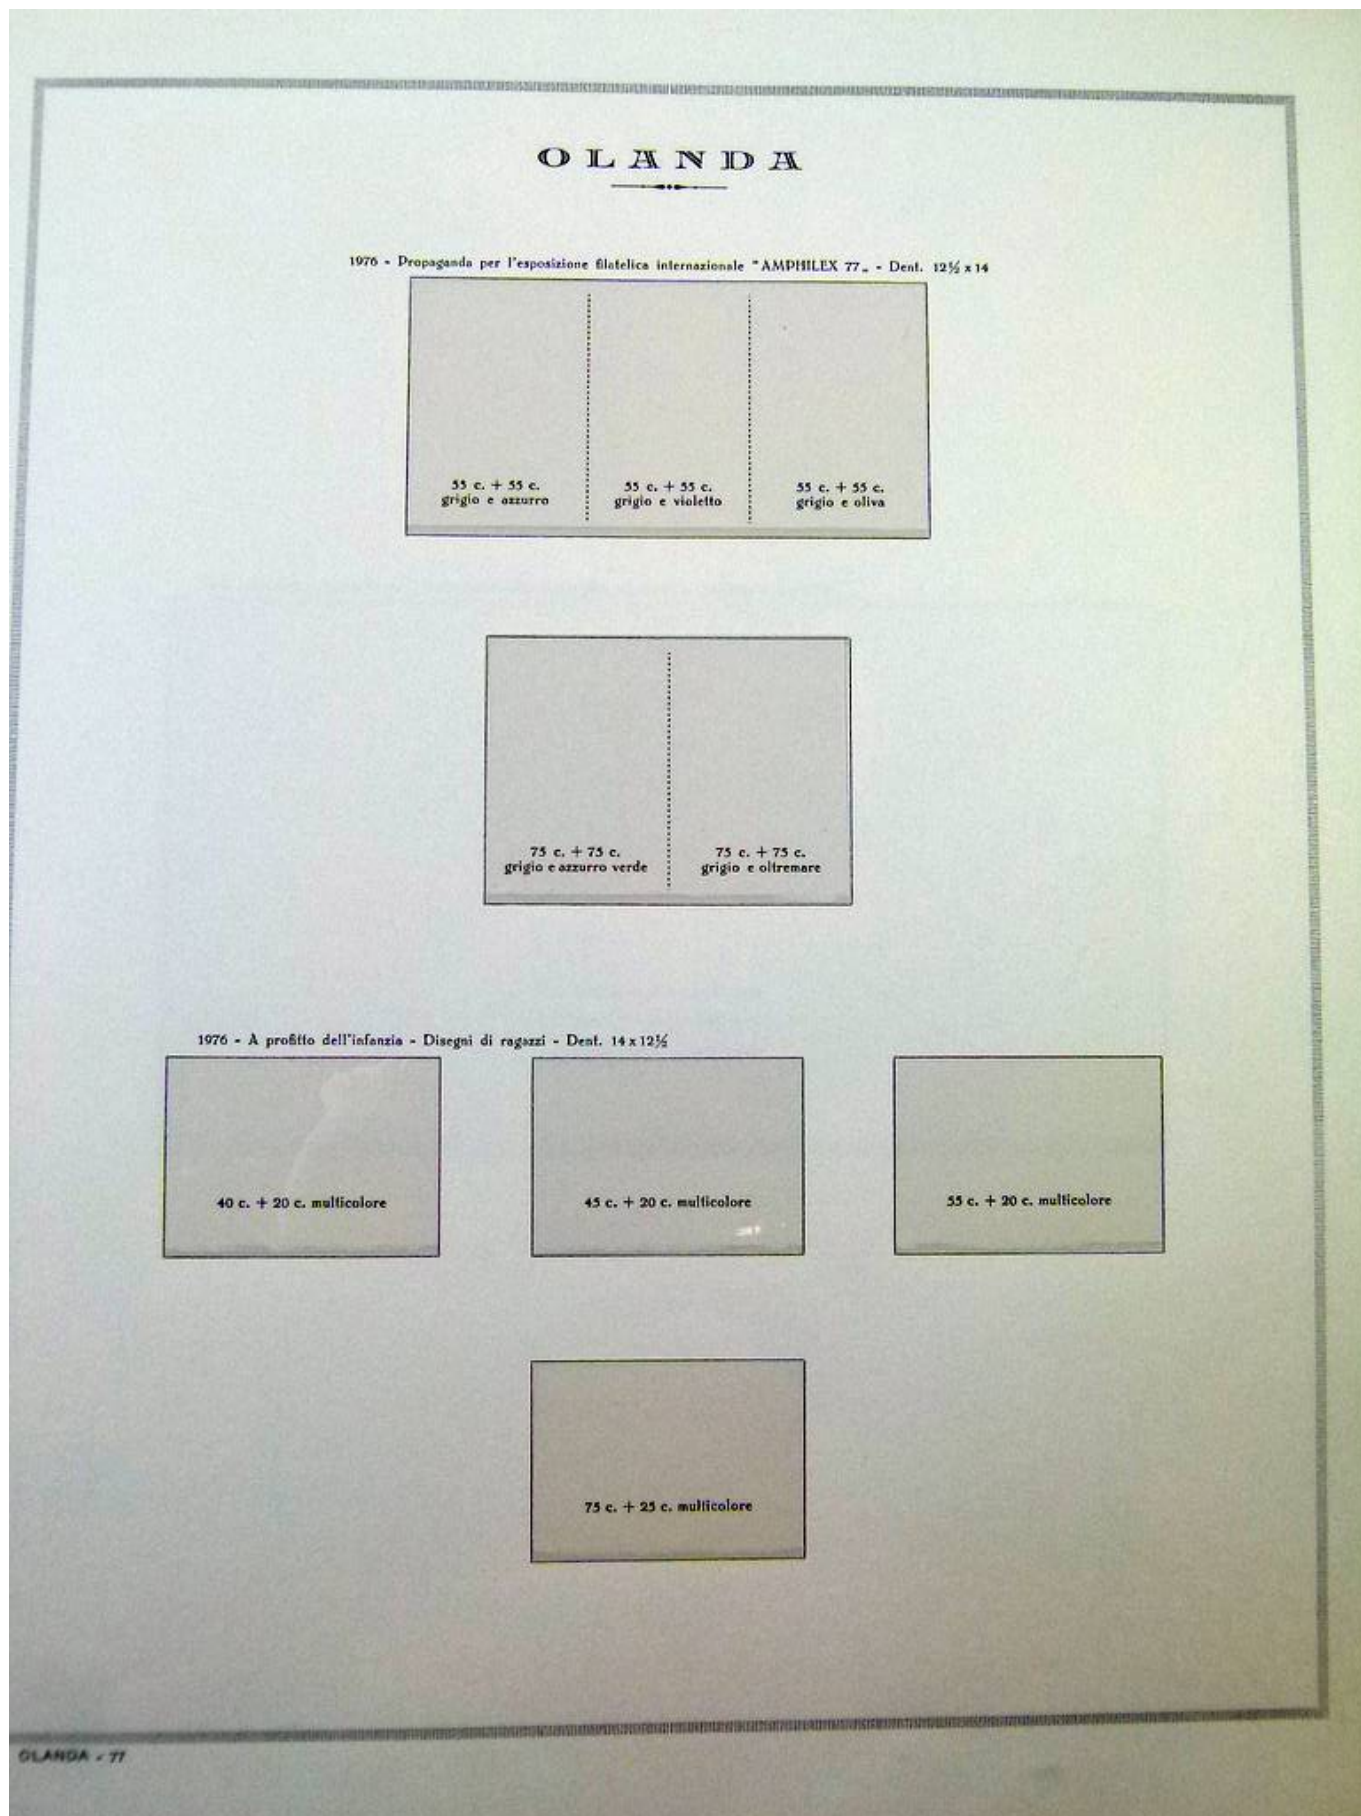 OLANDA
1976 - Propaganda per l'esposizione filatelica internazionale "AMPHILEX 77„ - Dent. 12½ x 14
55 c. + 55 c.
grigio e azzurro
55 c. + 55 c.
grigio e violetto
55 c. + 55 c.
grigio e oliva
75 c. + 75 c.
grigio e azzurro verde
75 c. + 75 c.
grigio e oltremare
1976 - A profitto dell'infanzia - Disegni di ragazzi - Dent. 14 x 12½
40 c. + 20 c. multicolore
45 c. + 20 c. multicolore
55 c. + 20 c. multicolore
75 c. + 25 c. multicolore
OLANDA - 77